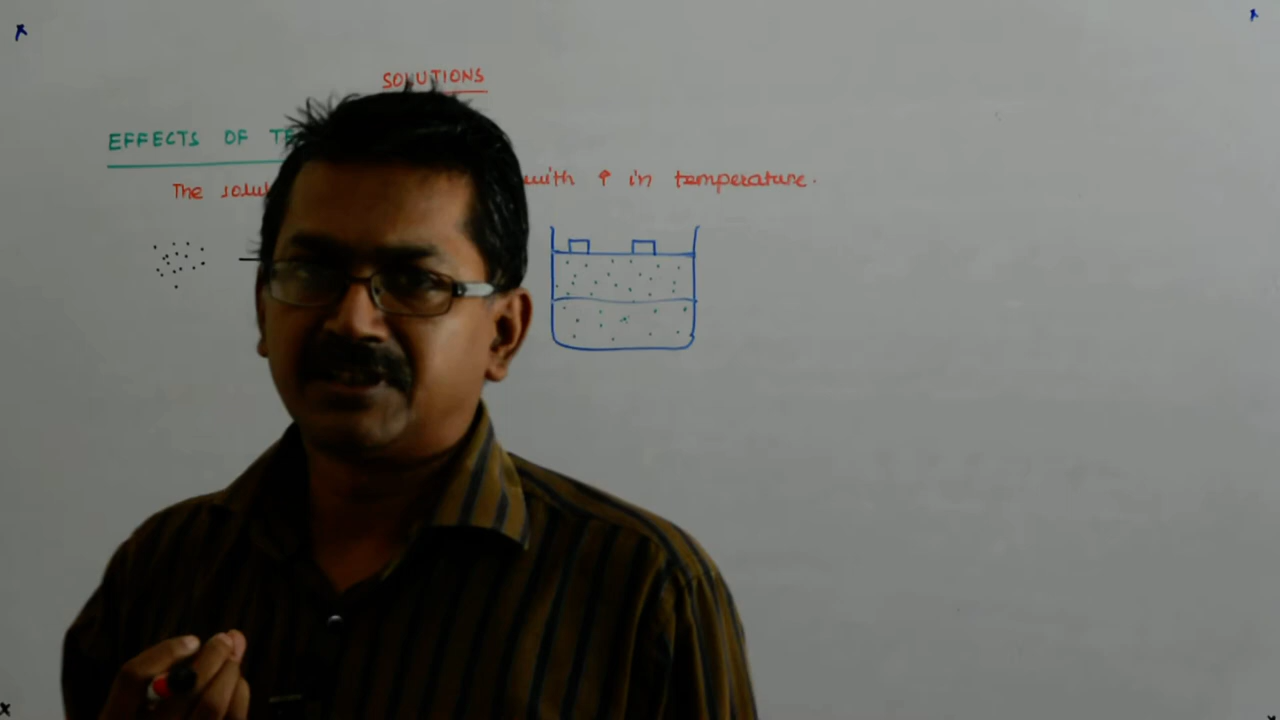 SOLUTIONS
EFFECTS OF
The with ↑ in temperature.